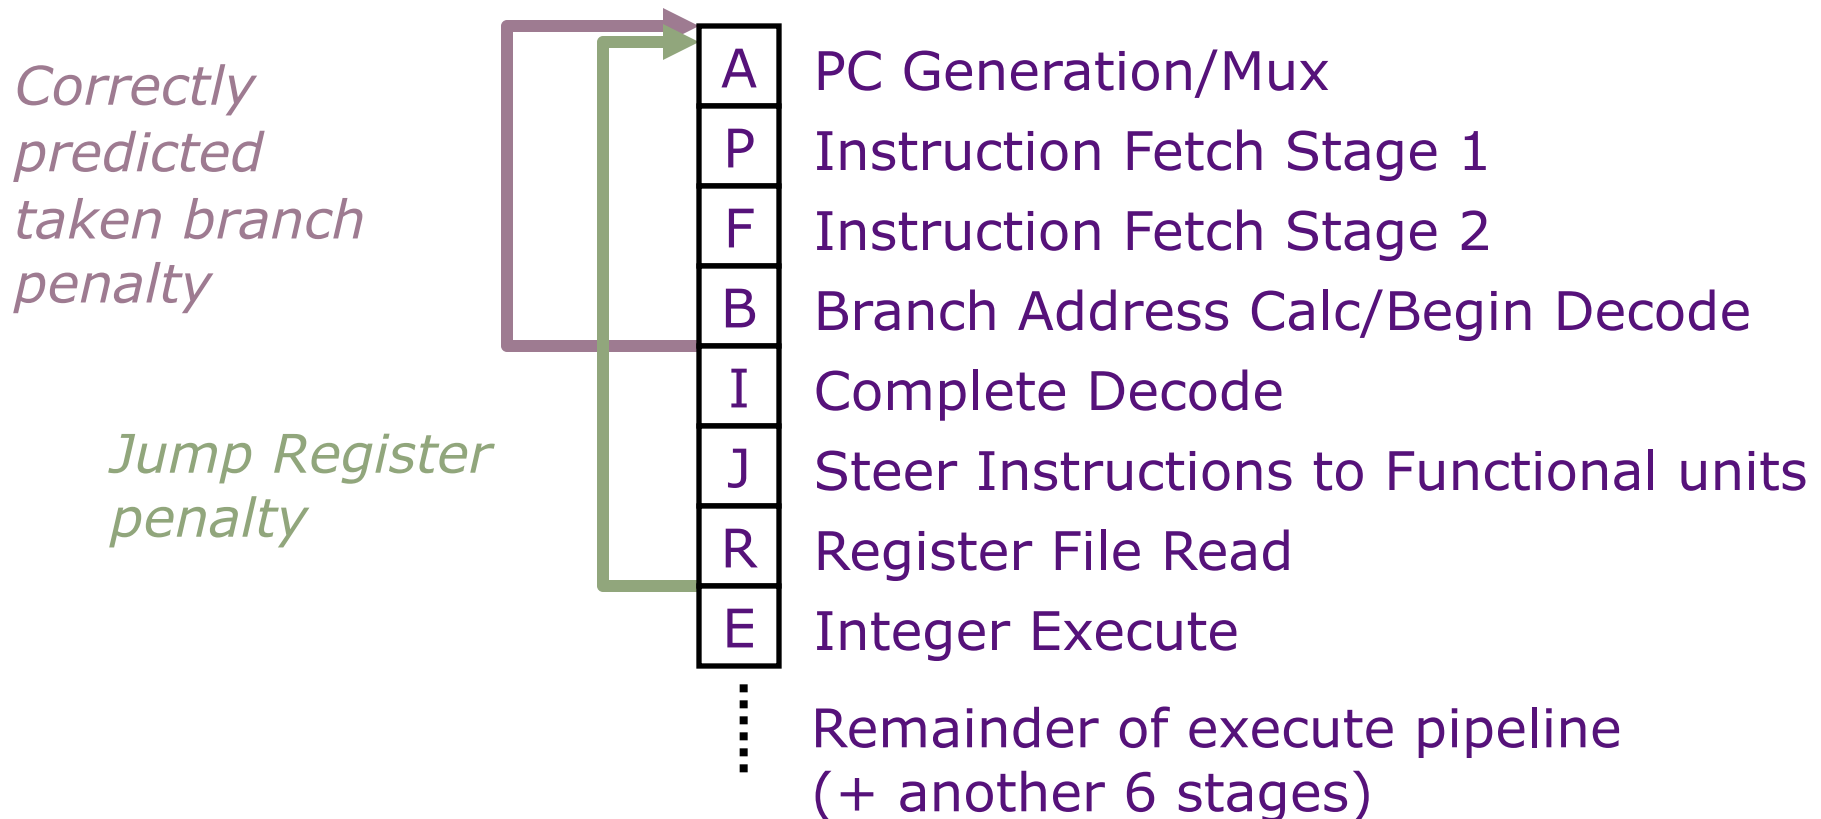 Correctly
predicted
taken branch
penalty
Jump Register
penalty
A PC Generation/Mux
P Instruction Fetch Stage 1
F Instruction Fetch Stage 2
B Branch Address Calc/Begin Decode
I Complete Decode
J Steer Instructions to Functional units
R Register File Read
E Integer Execute
Remainder of execute pipeline
(+ another 6 stages)